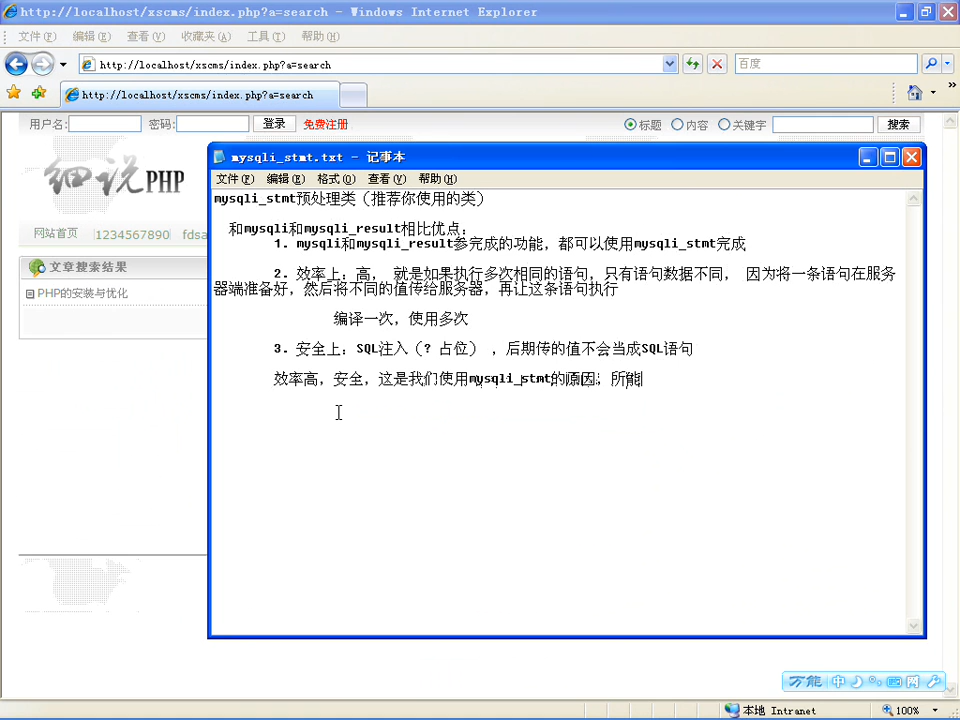 http://localhost/xscms/index.php?a=search - Windows Internet Explorer
文件(F) 编辑(E) 查看(V) 收藏夹(A) 工具(T) 帮助(H)
http://localhost/xscms/index.php?a=search
百度
http://localhost/xscms/index.php?a=search
用户名: 密码: 登录 免费注册 标题 内容 关键字 搜索
细说PHP
网站首页 1234567890 fdsa
文章搜索结果
PHP的安装与优化
mysqli_stmt.txt - 记事本
文件(F) 编辑(E) 格式(O) 查看(V) 帮助(H)
mysqli_stmt预处理类（推荐你使用的类）
和mysqli和mysqli_result相比优点：
1. mysqli和mysqli_result参完成的功能，都可以使用mysqli_stmt完成
2. 效率上：高， 就是如果执行多次相同的语句，只有语句数据不同， 因为将一条语句在服务
器端准备好，然后将不同的值传给服务器，再让这条语句执行
编译一次，使用多次
3. 安全上：SQL注入（? 占位） ，后期传的值不会当成SQL语句
效率高，安全，这是我们使用mysqli_stmt的原因；所能
万能 中
本地 Intranet 100%